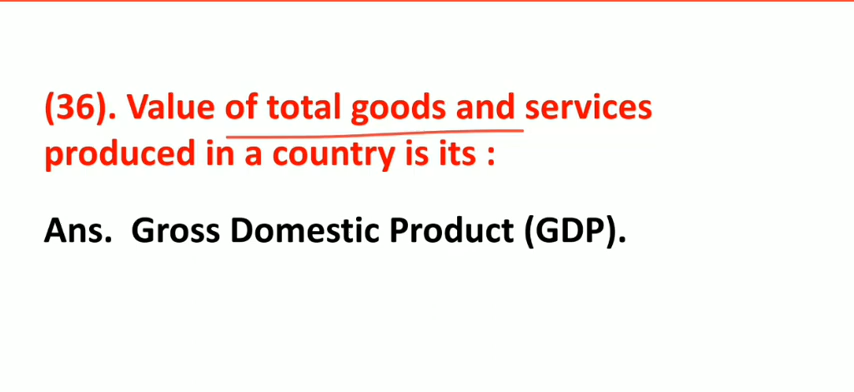 (36). Value of total goods and services
produced in a country is its :
Ans. Gross Domestic Product (GDP).